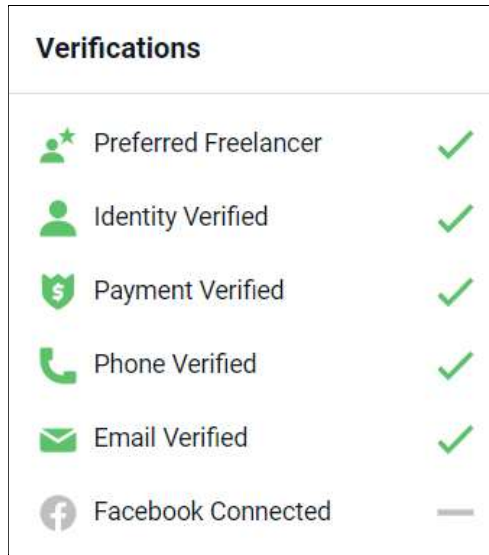 Verifications
Preferred Freelancer
Identity Verified
Payment Verified
Phone Verified
Email Verified
Facebook Connected